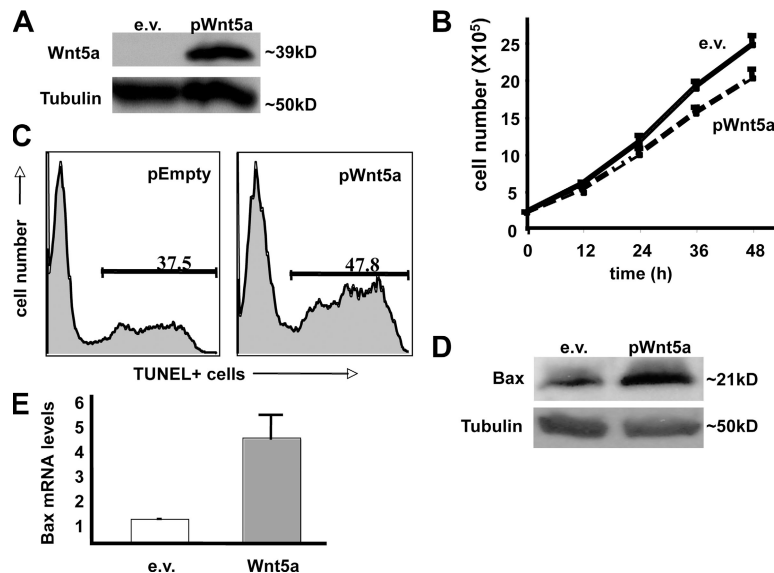 A
e.v. pWnt5a
Wnt5a ~39kD
Tubulin ~50kD
B
cell number (X10⁵)
25
20
15
10
5
0
0 12 24 36 48
time (h)
e.v.
pWnt5a
C
cell number
pEmpty
37.5
pWnt5a
47.8
TUNEL+ cells
D
e.v. pWnt5a
Bax ~21kD
Tubulin ~50kD
E
Bax mRNA levels
6
5
4
3
2
1
e.v. Wnt5a